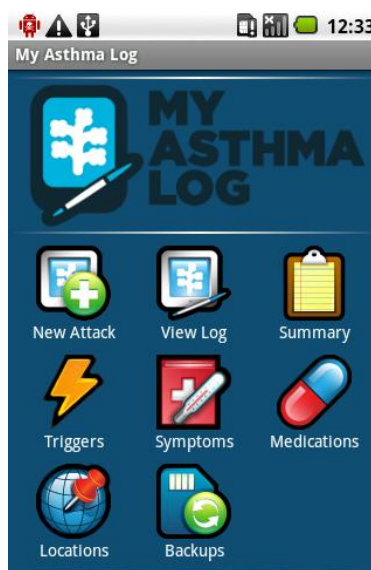 12:33
My Asthma Log
MY
ASTHMA
LOG
New Attack View Log Summary
Triggers Symptoms Medications
Locations Backups